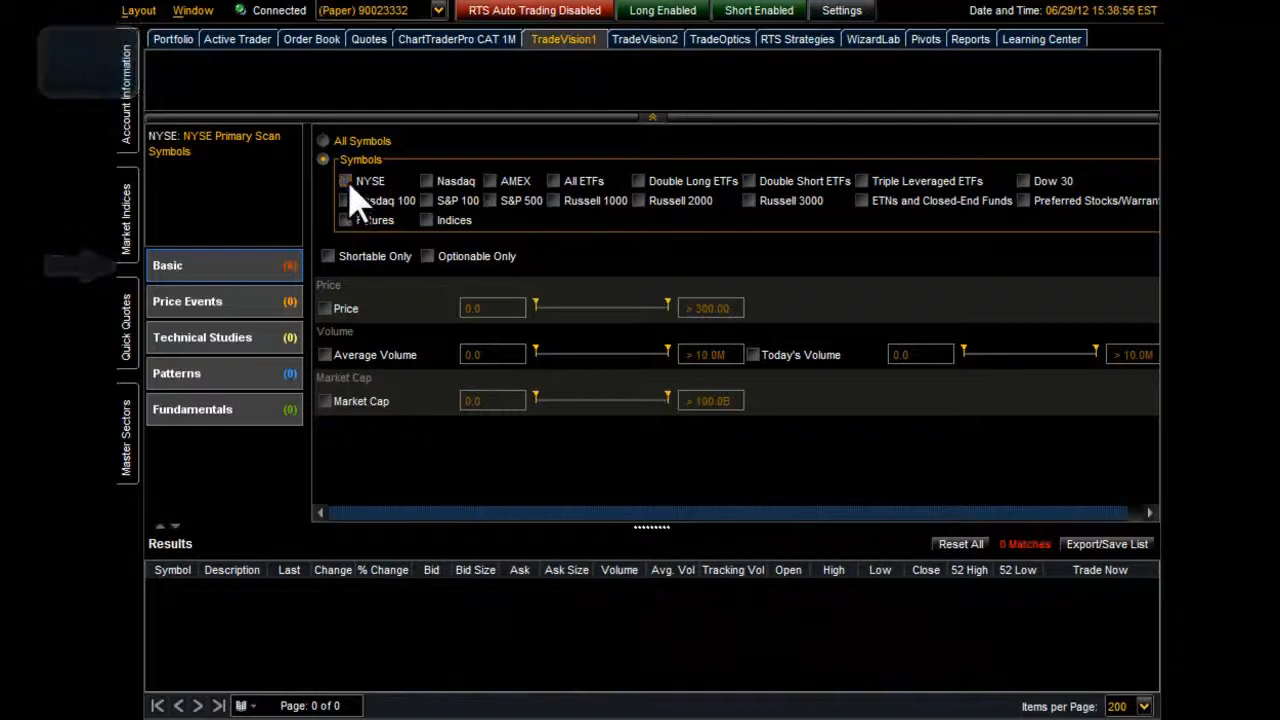 Layout Window Connected (Paper) 90023332 RTS Auto Trading Disabled Long Enabled Short Enabled Settings Date and Time: 06/29/12 15:38:56 EST
Portfolio Active Trader Order Book Quotes ChartTraderPro CAT 1M TradeVision1 TradeVision2 TradeOptics RTS Strategies WizardLab Pivots Reports Learning Center
Account Information
Market Indices
Quick Quotes
Master Sectors
NYSE: NYSE Primary Scan
Symbols
Basic
Price Events (0)
Technical Studies (0)
Patterns (0)
Fundamentals (0)
All Symbols
Symbols
NYSE Nasdaq AMEX All ETFs Double Long ETFs Double Short ETFs Triple Leveraged ETFs Dow 30
100 S&P 100 S&P 500 Russell 1000 Russell 2000 Russell 3000 ETNs and Closed-End Funds Preferred Stocks/Warran
Indices
Shortable Only Optionable Only
Price
Price 0.0 > 300.00
Volume
Average Volume 0.0 > 10.0M Today's Volume 0.0 > 10.0M
Market Cap
Market Cap 0.0 > 100.0B
Results Reset All 0 Matches Export/Save List
Symbol Description Last Change % Change Bid Bid Size Ask Ask Size Volume Avg. Vol Tracking Vol Open High Low Close 52 High 52 Low Trade Now
Page: 0 of 0 Items per Page: 200